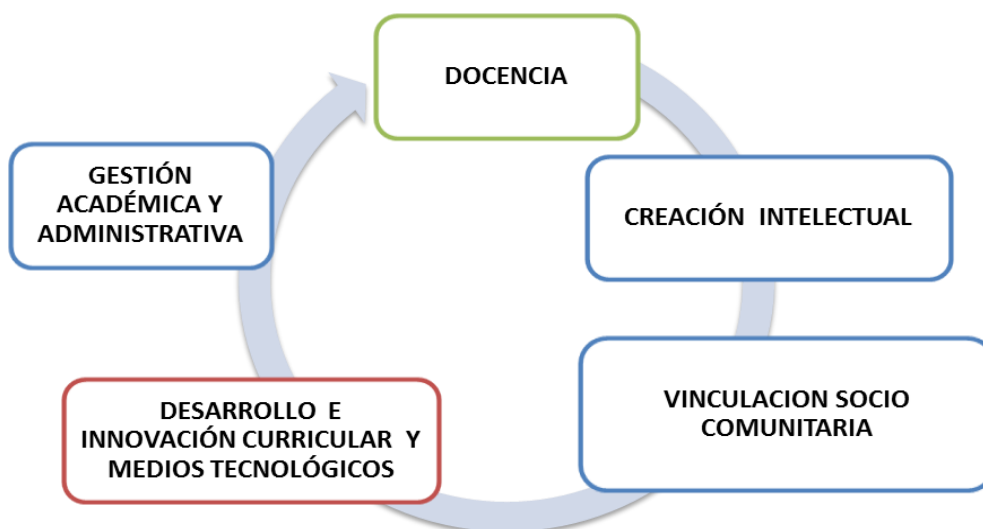 DOCENCIA
CREACIÓN INTELECTUAL
VINCULACION SOCIO
COMUNITARIA
DESARROLLO E
INNOVACIÓN CURRICULAR Y
MEDIOS TECNOLÓGICOS
GESTIÓN
ACADÉMICA Y
ADMINISTRATIVA